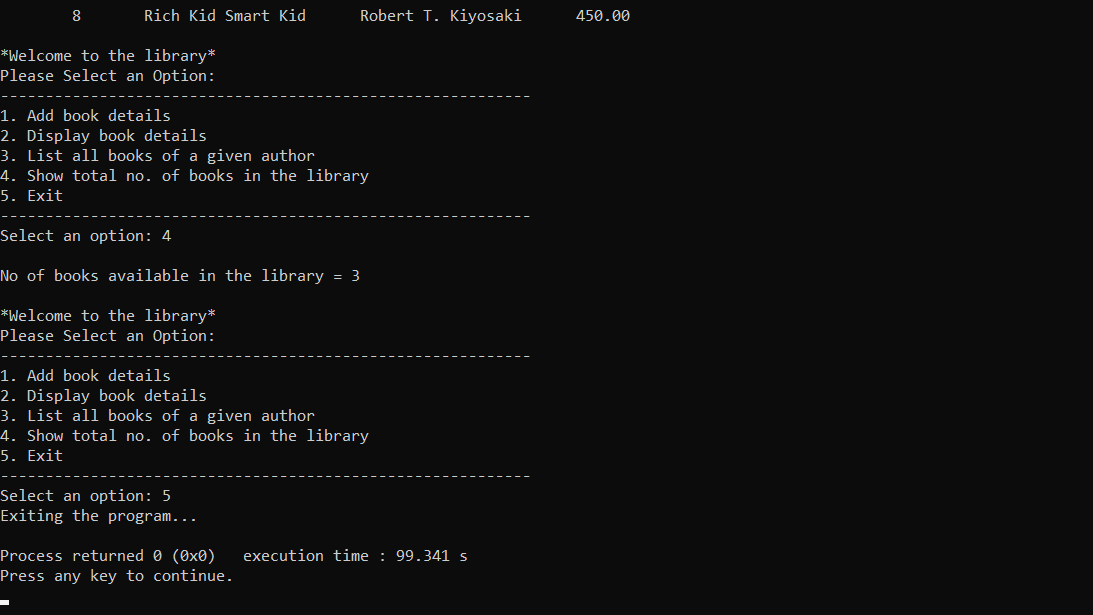 8       Rich Kid Smart Kid      Robert T. Kiyosaki      450.00
*Welcome to the library*
Please Select an Option:
-----------------------------------------------------------
1. Add book details
2. Display book details
3. List all books of a given author
4. Show total no. of books in the library
5. Exit
-----------------------------------------------------------
Select an option: 4
No of books available in the library = 3
*Welcome to the library*
Please Select an Option:
-----------------------------------------------------------
1. Add book details
2. Display book details
3. List all books of a given author
4. Show total no. of books in the library
5. Exit
-----------------------------------------------------------
Select an option: 5
Exiting the program...
Process returned 0 (0x0)   execution time : 99.341 s
Press any key to continue.